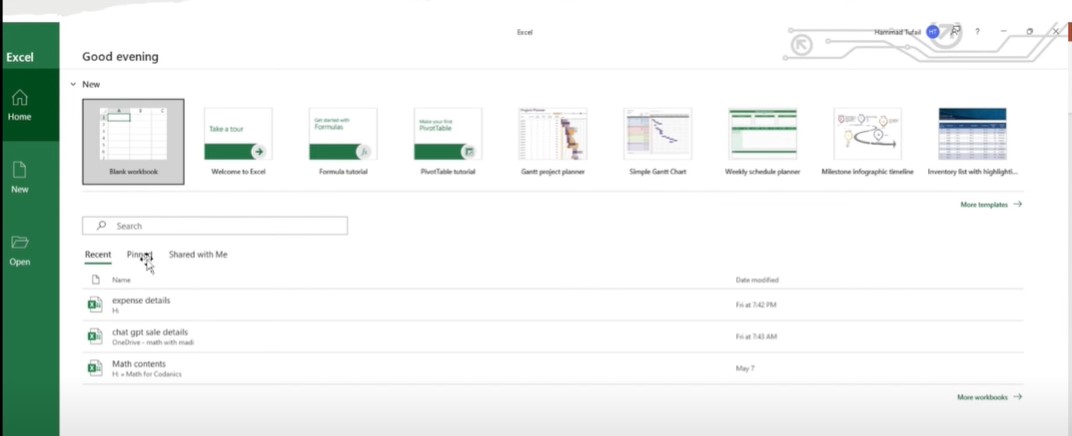 Excel
Hammad Tufail
HT
?
Excel
Good evening
New
Home
New
Open
Take a tour
Get started with
Formulas
fx
Make your first
PivotTable
Blank workbook
Welcome to Excel
Formula tutorial
PivotTable tutorial
Gantt project planner
Simple Gantt Chart
Weekly schedule planner
Milestone infographic timeline
Inventory list with highlighti...
More templates
Search
Recent
Pinned
Shared with Me
Name
Date modified
expense details
H:
Fri at 7:42 PM
chat gpt sale details
OneDrive - math with madi
Fri at 7:43 AM
Math contents
H: » Math for Codanics
May 7
More workbooks